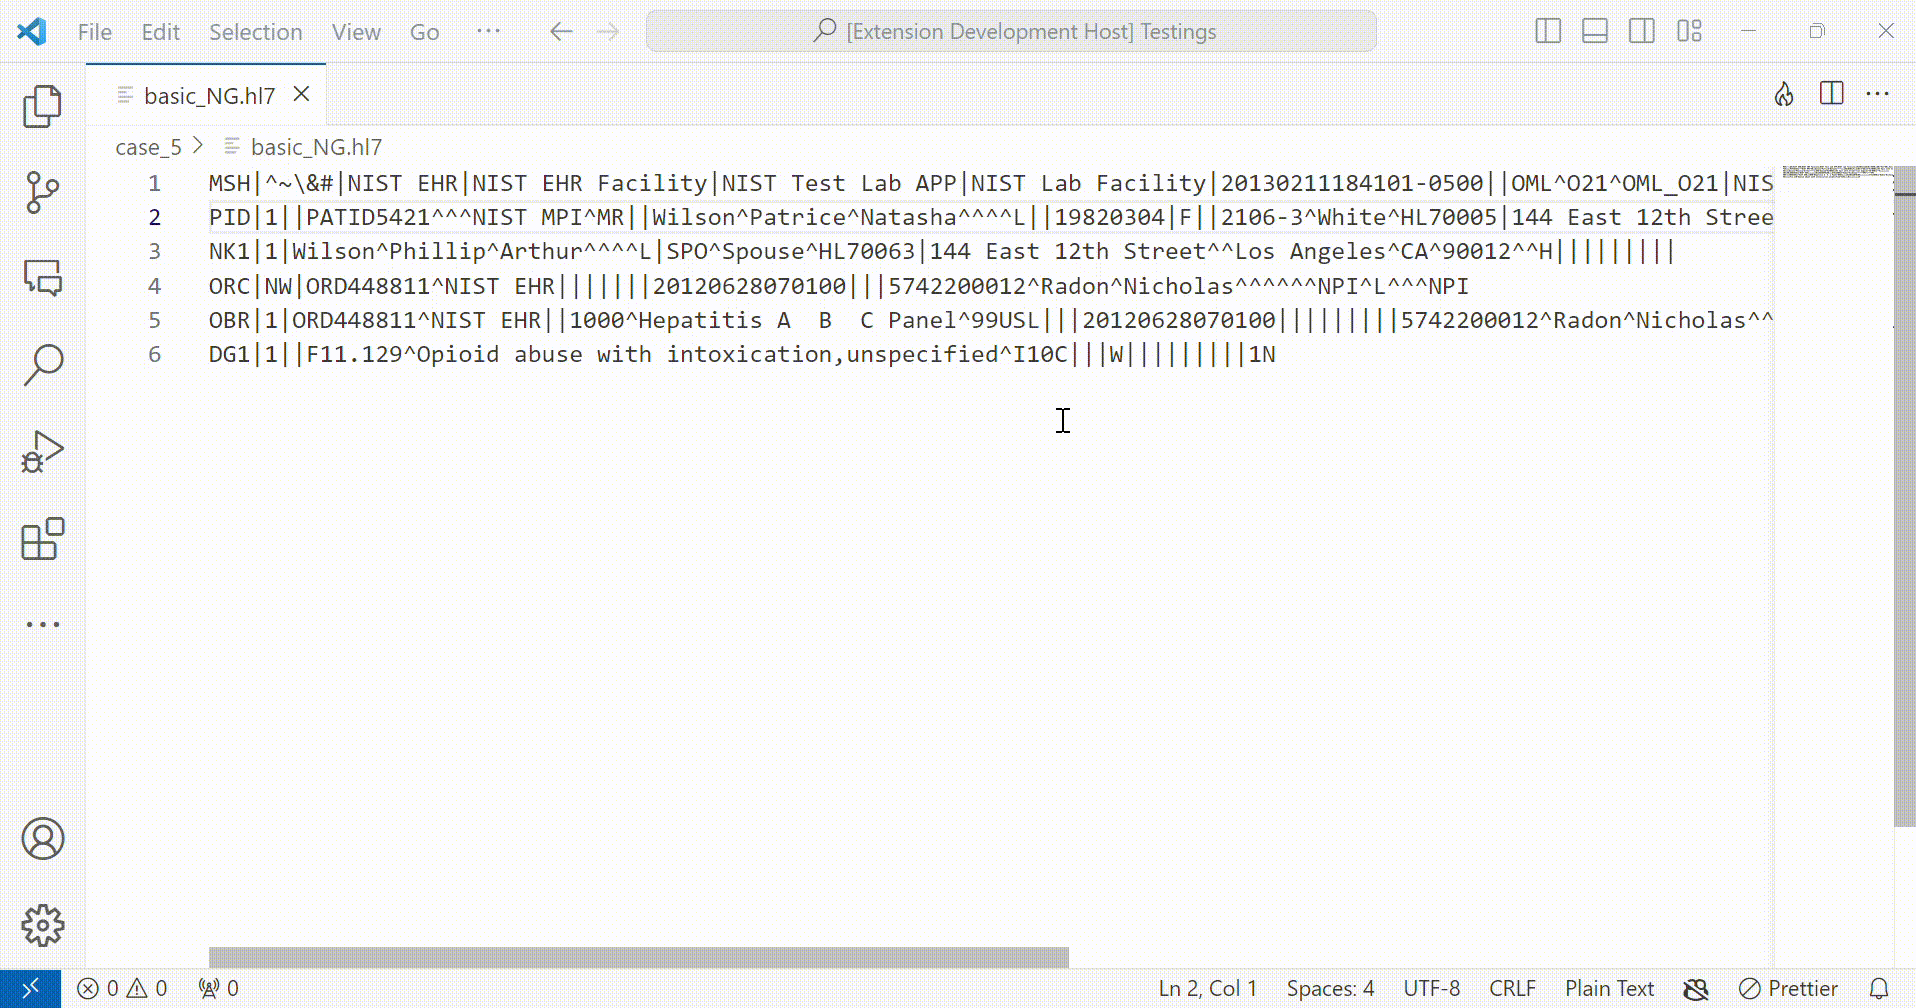 File Edit Selection View Go ··· [Extension Development Host] Testings
basic_NG.hl7
case_5 > basic_NG.hl7
1 MSH|^~\&#|NIST EHR|NIST EHR Facility|NIST Test Lab APP|NIST Lab Facility|20130211184101-0500||OML^O21^OML_O21|NIS
2 PID|1||PATID5421^^^NIST MPI^MR||Wilson^Patrice^Natasha^^^^L||19820304|F||2106-3^White^HL70005|144 East 12th Stree
3 NK1|1|Wilson^Phillip^Arthur^^^^L|SPO^Spouse^HL70063|144 East 12th Street^^Los Angeles^CA^90012^^H|||||||||
4 ORC|NW|ORD448811^NIST EHR|||||||20120628070100|||5742200012^Radon^Nicholas^^^^^^NPI^L^^^NPI
5 OBR|1|ORD448811^NIST EHR||1000^Hepatitis A  B  C Panel^99USL|||20120628070100|||||||||5742200012^Radon^Nicholas^^
6 DG1|1||F11.129^Opioid abuse with intoxication,unspecified^I10C|||W|||||||||1N
0 0 0 Ln 2, Col 1 Spaces: 4 UTF-8 CRLF Plain Text Prettier